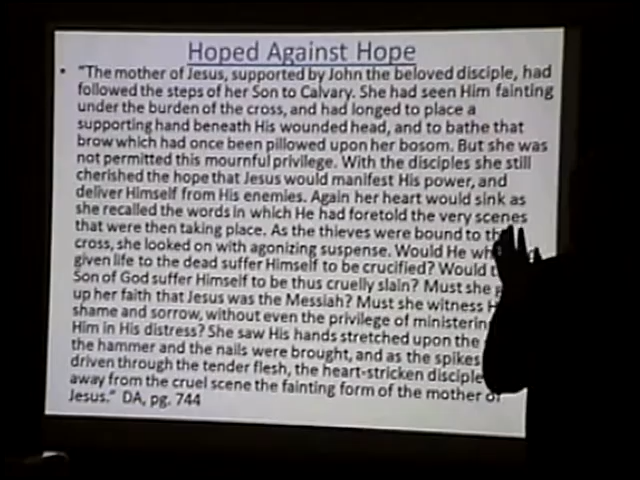 Hoped Against Hope
• "The mother of Jesus, supported by John the beloved disciple, had
followed the steps of her Son to Calvary. She had seen Him fainting
under the burden of the cross, and had longed to place a
supporting hand beneath His wounded head, and to bathe that
brow which had once been pillowed upon her bosom. But she was
not permitted this mournful privilege. With the disciples she still
cherished the hope that Jesus would manifest His power, and
deliver Himself from His enemies. Again her heart would sink as
she recalled the words in which He had foretold the very scenes
that were then taking place. As the thieves were bound to
cross, she looked on with agonizing suspense. Would He
given life to the dead suffer Himself to be crucified? Would
Son of God suffer Himself to be thus cruelly slain? Must she
up her faith that Jesus was the Messiah? Must she witness
shame and sorrow, without even the privilege of
Him in His distress? She saw His hands stretched upon the
the hammer and the nails were brought, and as the spikes
driven through the tender flesh, the heart-stricken
away from the cruel scene the fainting form of the mother of
Jesus." DA, pg. 744